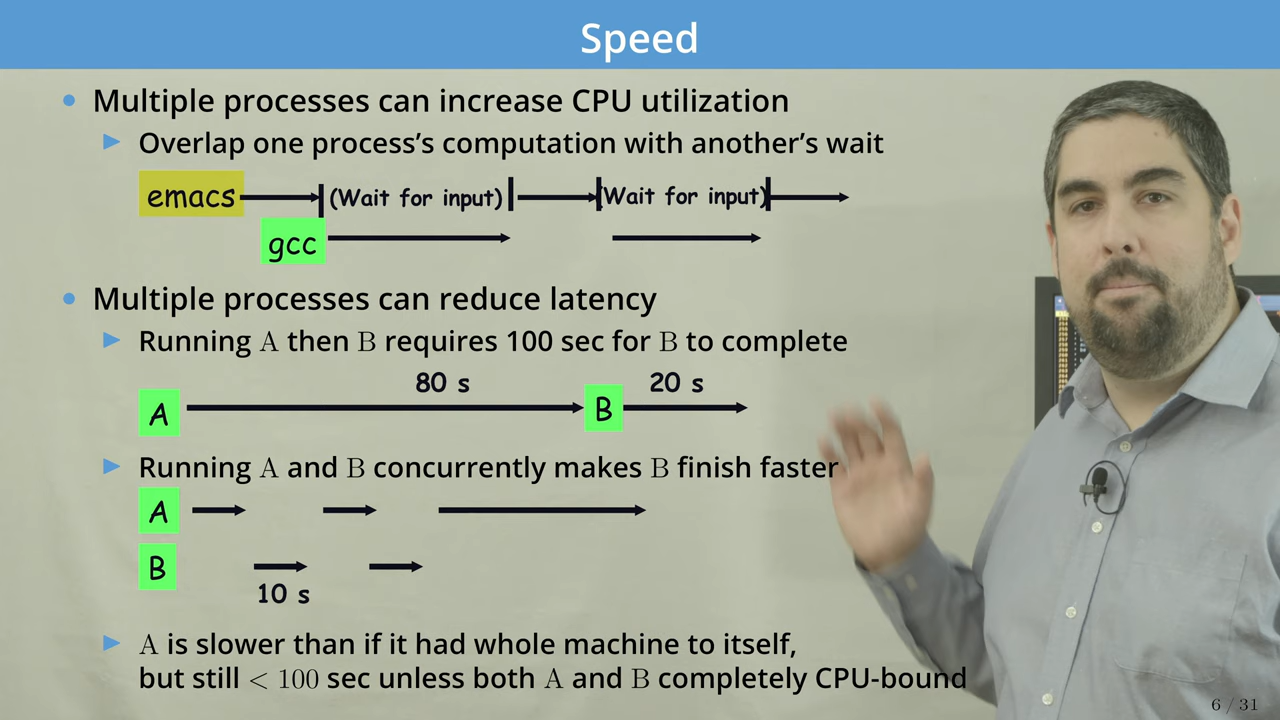 Speed
Multiple processes can increase CPU utilization
Overlap one process’s computation with another’s wait
emacs (Wait for input) (Wait for input)
gcc
Multiple processes can reduce latency
Running A then B requires 100 sec for B to complete
80 s 20 s
A B
Running A and B concurrently makes B finish faster
A
B
10 s
A is slower than if it had whole machine to itself,
but still < 100 sec unless both A and B completely CPU-bound
6 / 31